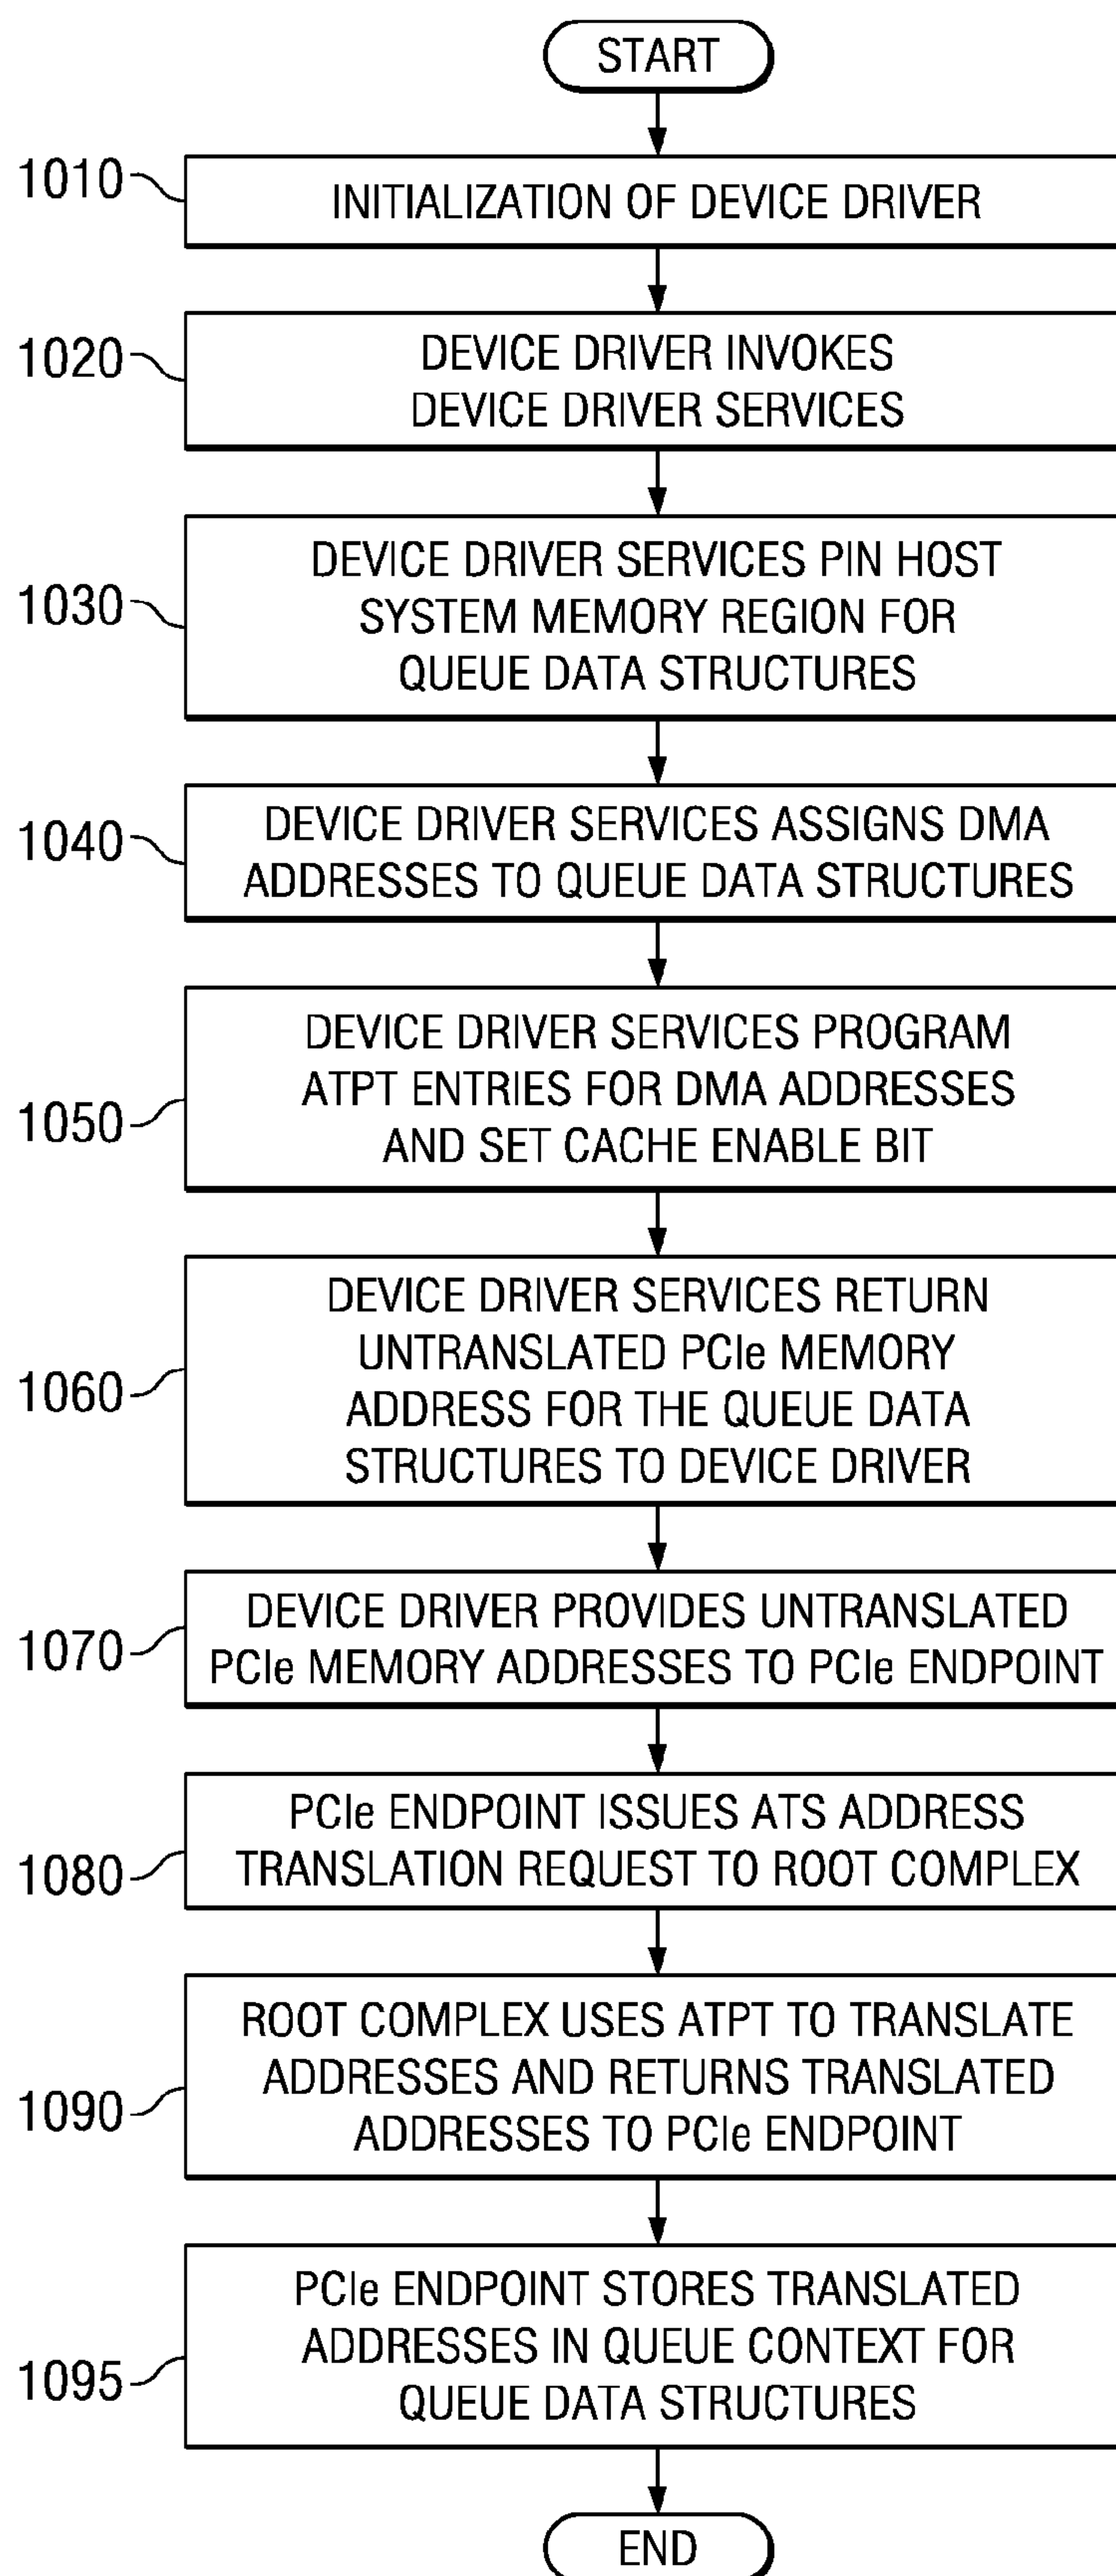 START
1010
INITIALIZATION OF DEVICE DRIVER
1020
DEVICE DRIVER INVOKES
DEVICE DRIVER SERVICES
1030
DEVICE DRIVER SERVICES PIN HOST
SYSTEM MEMORY REGION FOR
QUEUE DATA STRUCTURES
1040
DEVICE DRIVER SERVICES ASSIGNS DMA
ADDRESSES TO QUEUE DATA STRUCTURES
1050
DEVICE DRIVER SERVICES PROGRAM
ATPT ENTRIES FOR DMA ADDRESSES
AND SET CACHE ENABLE BIT
1060
DEVICE DRIVER SERVICES RETURN
UNTRANSLATED PCIe MEMORY
ADDRESS FOR THE QUEUE DATA
STRUCTURES TO DEVICE DRIVER
1070
DEVICE DRIVER PROVIDES UNTRANSLATED
PCIe MEMORY ADDRESSES TO PCIe ENDPOINT
1080
PCIe ENDPOINT ISSUES ATS ADDRESS
TRANSLATION REQUEST TO ROOT COMPLEX
1090
ROOT COMPLEX USES ATPT TO TRANSLATE
ADDRESSES AND RETURNS TRANSLATED
ADDRESSES TO PCIe ENDPOINT
1095
PCIe ENDPOINT STORES TRANSLATED
ADDRESSES IN QUEUE CONTEXT FOR
QUEUE DATA STRUCTURES
END